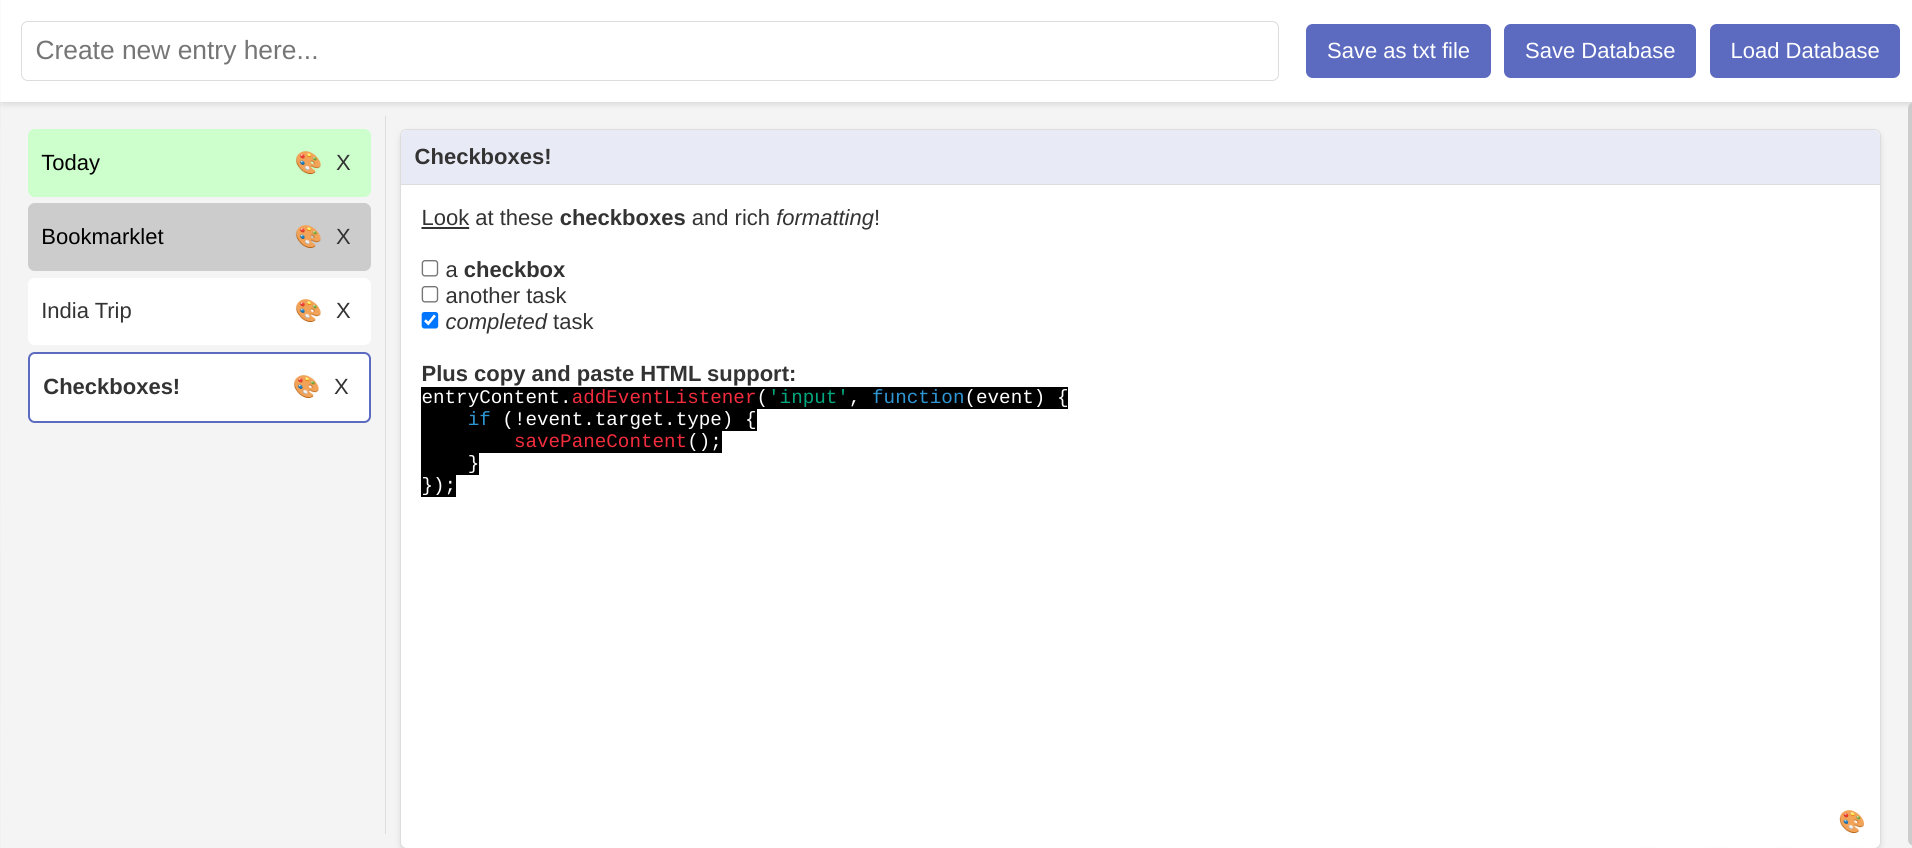 Create new entry here...
Save as txt file
Save Database
Load Database
Today X
Bookmarklet X
India Trip X
Checkboxes! X
Checkboxes!
Look at these checkboxes and rich formatting!
a checkbox
another task
completed task
Plus copy and paste HTML support:
entryContent.addEventListener('input', function(event) {
    if (!event.target.type) {
        savePaneContent();
    }
});